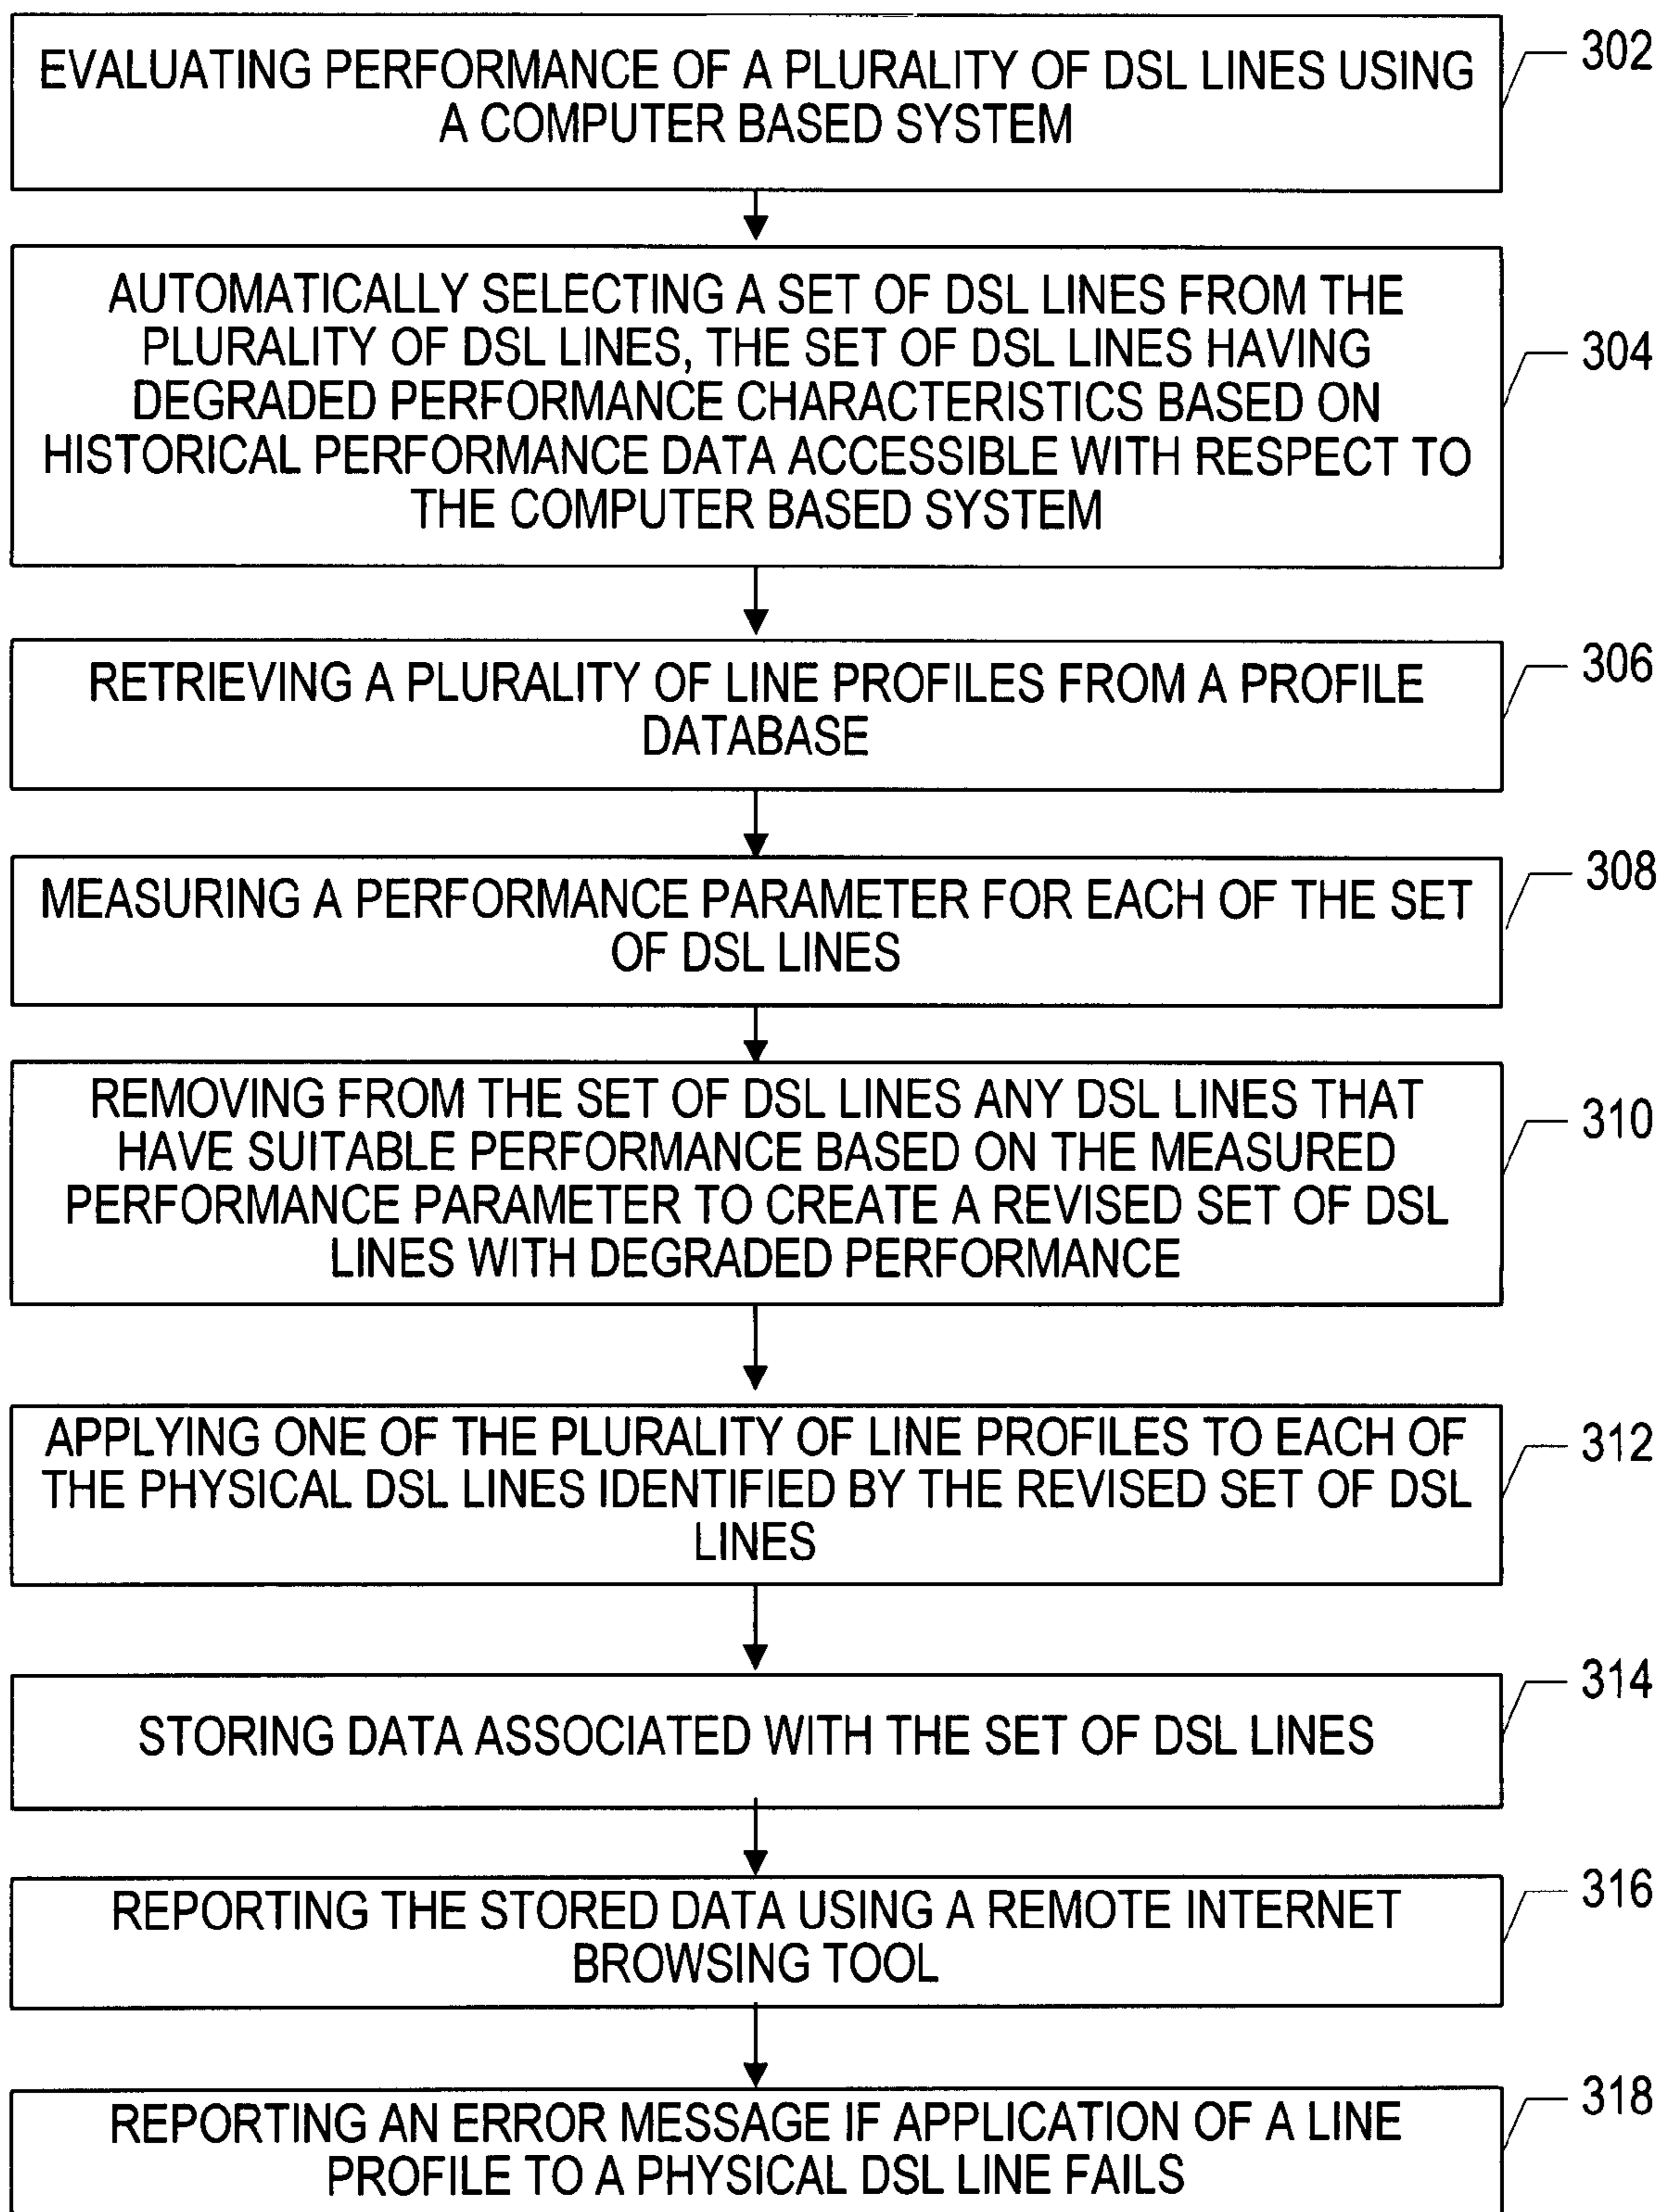 EVALUATING PERFORMANCE OF A PLURALITY OF DSL LINES USING
A COMPUTER BASED SYSTEM
302
AUTOMATICALLY SELECTING A SET OF DSL LINES FROM THE
PLURALITY OF DSL LINES, THE SET OF DSL LINES HAVING
DEGRADED PERFORMANCE CHARACTERISTICS BASED ON
HISTORICAL PERFORMANCE DATA ACCESSIBLE WITH RESPECT TO
THE COMPUTER BASED SYSTEM
304
RETRIEVING A PLURALITY OF LINE PROFILES FROM A PROFILE
DATABASE
306
MEASURING A PERFORMANCE PARAMETER FOR EACH OF THE SET
OF DSL LINES
308
REMOVING FROM THE SET OF DSL LINES ANY DSL LINES THAT
HAVE SUITABLE PERFORMANCE BASED ON THE MEASURED
PERFORMANCE PARAMETER TO CREATE A REVISED SET OF DSL
LINES WITH DEGRADED PERFORMANCE
310
APPLYING ONE OF THE PLURALITY OF LINE PROFILES TO EACH OF
THE PHYSICAL DSL LINES IDENTIFIED BY THE REVISED SET OF DSL
LINES
312
STORING DATA ASSOCIATED WITH THE SET OF DSL LINES
314
REPORTING THE STORED DATA USING A REMOTE INTERNET
BROWSING TOOL
316
REPORTING AN ERROR MESSAGE IF APPLICATION OF A LINE
PROFILE TO A PHYSICAL DSL LINE FAILS
318